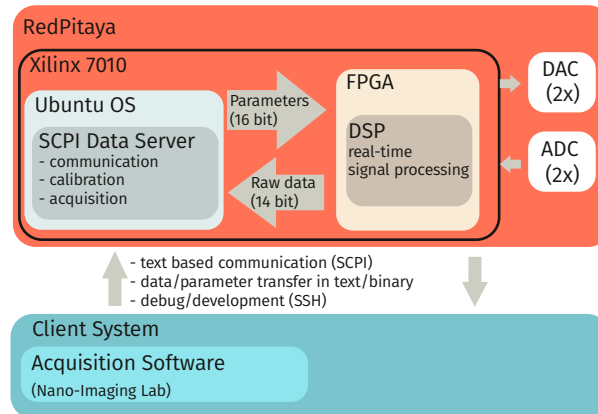 RedPitaya
Xilinx 7010
Ubuntu OS
SCPI Data Server
- communication
- calibration
- acquisition
Parameters
(16 bit)
Raw data
(14 bit)
FPGA
DSP
real-time
signal processing
DAC
(2x)
ADC
(2x)
- text based communication (SCPI)
- data/parameter transfer in text/binary
- debug/development (SSH)
Client System
Acquisition Software
(Nano-Imaging Lab)